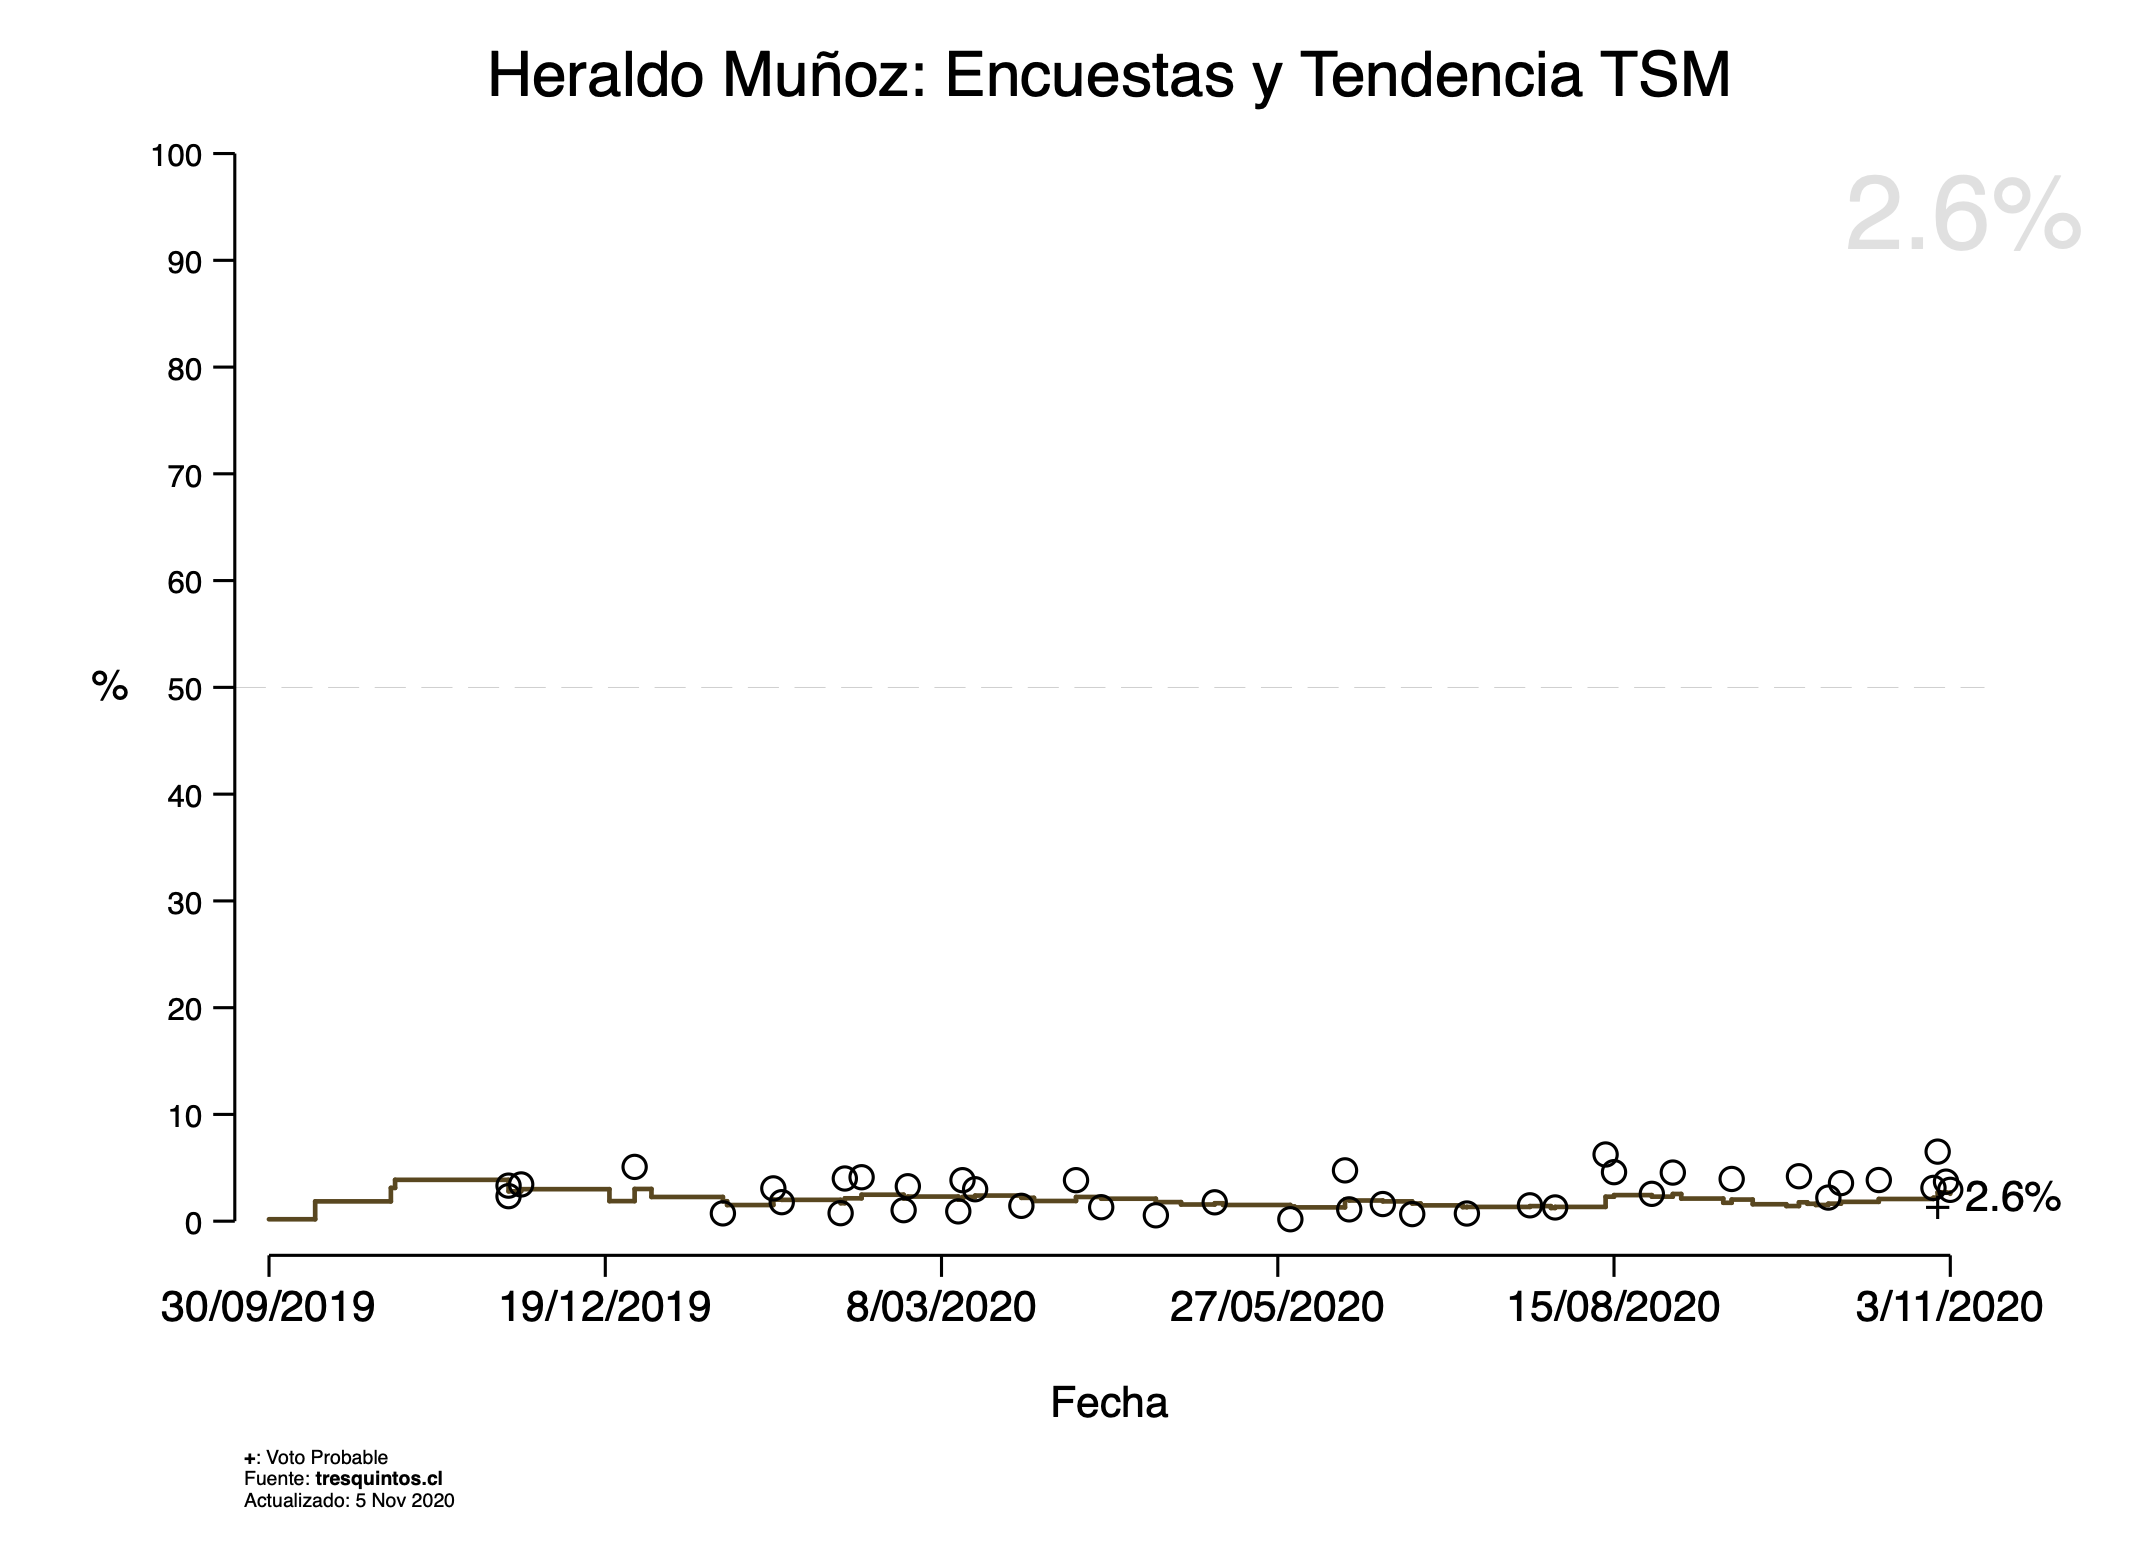 Heraldo Muñoz: Encuestas y Tendencia TSM
2.6%
100
90
80
70
60
50
40
30
20
10
0
%
2.6%
30/09/2019 19/12/2019 8/03/2020 27/05/2020 15/08/2020 3/11/2020
Fecha
+: Voto Probable
Fuente: tresquintos.cl
Actualizado: 5 Nov 2020